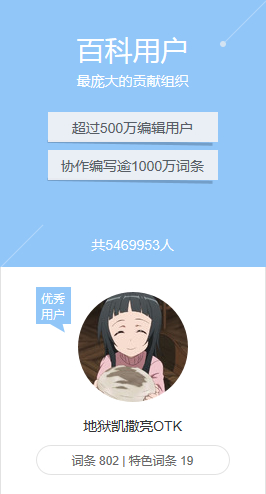 百科用户
最庞大的贡献组织
超过500万编辑用户
协作编写逾1000万词条
共5469953人
优秀
用户
地狱凯撒亮OTK
词条 802 | 特色词条 19